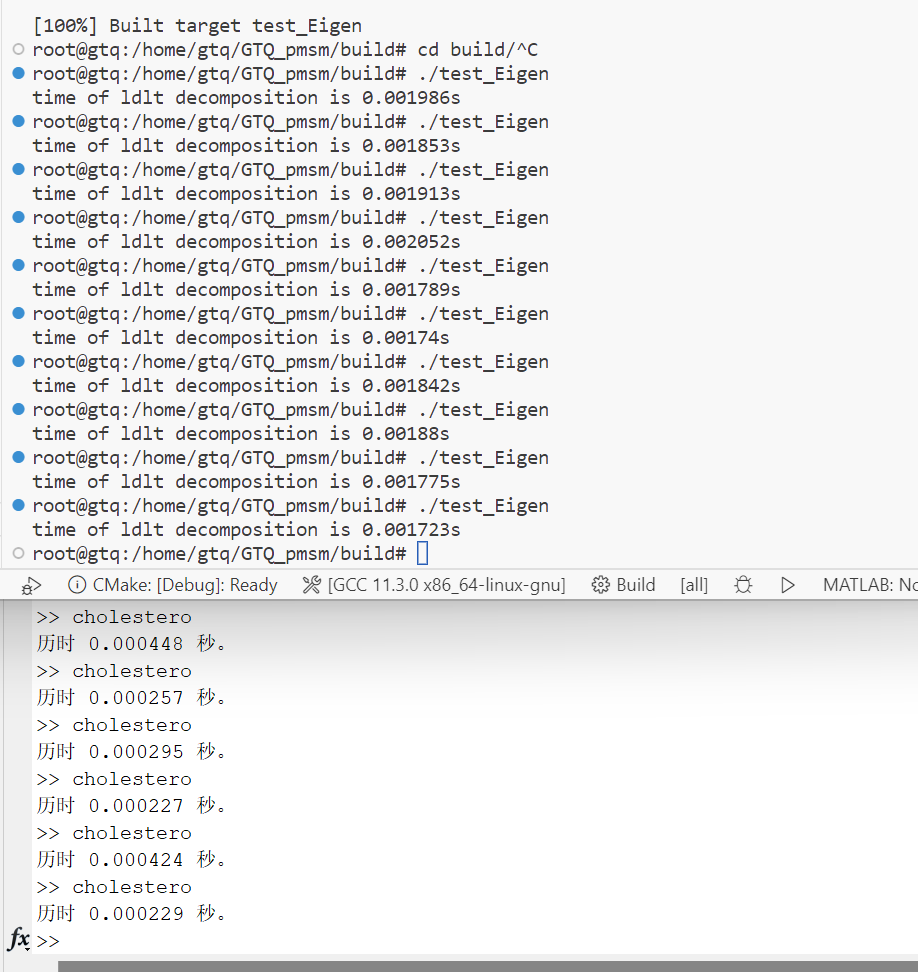 [100%] Built target test_Eigen
root@gtq:/home/gtq/GTQ_pmsm/build# cd build/^C
root@gtq:/home/gtq/GTQ_pmsm/build# ./test_Eigen
time of ldlt decomposition is 0.001986s
root@gtq:/home/gtq/GTQ_pmsm/build# ./test_Eigen
time of ldlt decomposition is 0.001853s
root@gtq:/home/gtq/GTQ_pmsm/build# ./test_Eigen
time of ldlt decomposition is 0.001913s
root@gtq:/home/gtq/GTQ_pmsm/build# ./test_Eigen
time of ldlt decomposition is 0.002052s
root@gtq:/home/gtq/GTQ_pmsm/build# ./test_Eigen
time of ldlt decomposition is 0.001789s
root@gtq:/home/gtq/GTQ_pmsm/build# ./test_Eigen
time of ldlt decomposition is 0.00174s
root@gtq:/home/gtq/GTQ_pmsm/build# ./test_Eigen
time of ldlt decomposition is 0.001842s
root@gtq:/home/gtq/GTQ_pmsm/build# ./test_Eigen
time of ldlt decomposition is 0.00188s
root@gtq:/home/gtq/GTQ_pmsm/build# ./test_Eigen
time of ldlt decomposition is 0.001775s
root@gtq:/home/gtq/GTQ_pmsm/build# ./test_Eigen
time of ldlt decomposition is 0.001723s
root@gtq:/home/gtq/GTQ_pmsm/build#
CMake: [Debug]: Ready [GCC 11.3.0 x86_64-linux-gnu] Build [all] MATLAB: No
>> cholestero
历时 0.000448 秒。
>> cholestero
历时 0.000257 秒。
>> cholestero
历时 0.000295 秒。
>> cholestero
历时 0.000227 秒。
>> cholestero
历时 0.000424 秒。
>> cholestero
历时 0.000229 秒。
fx >>